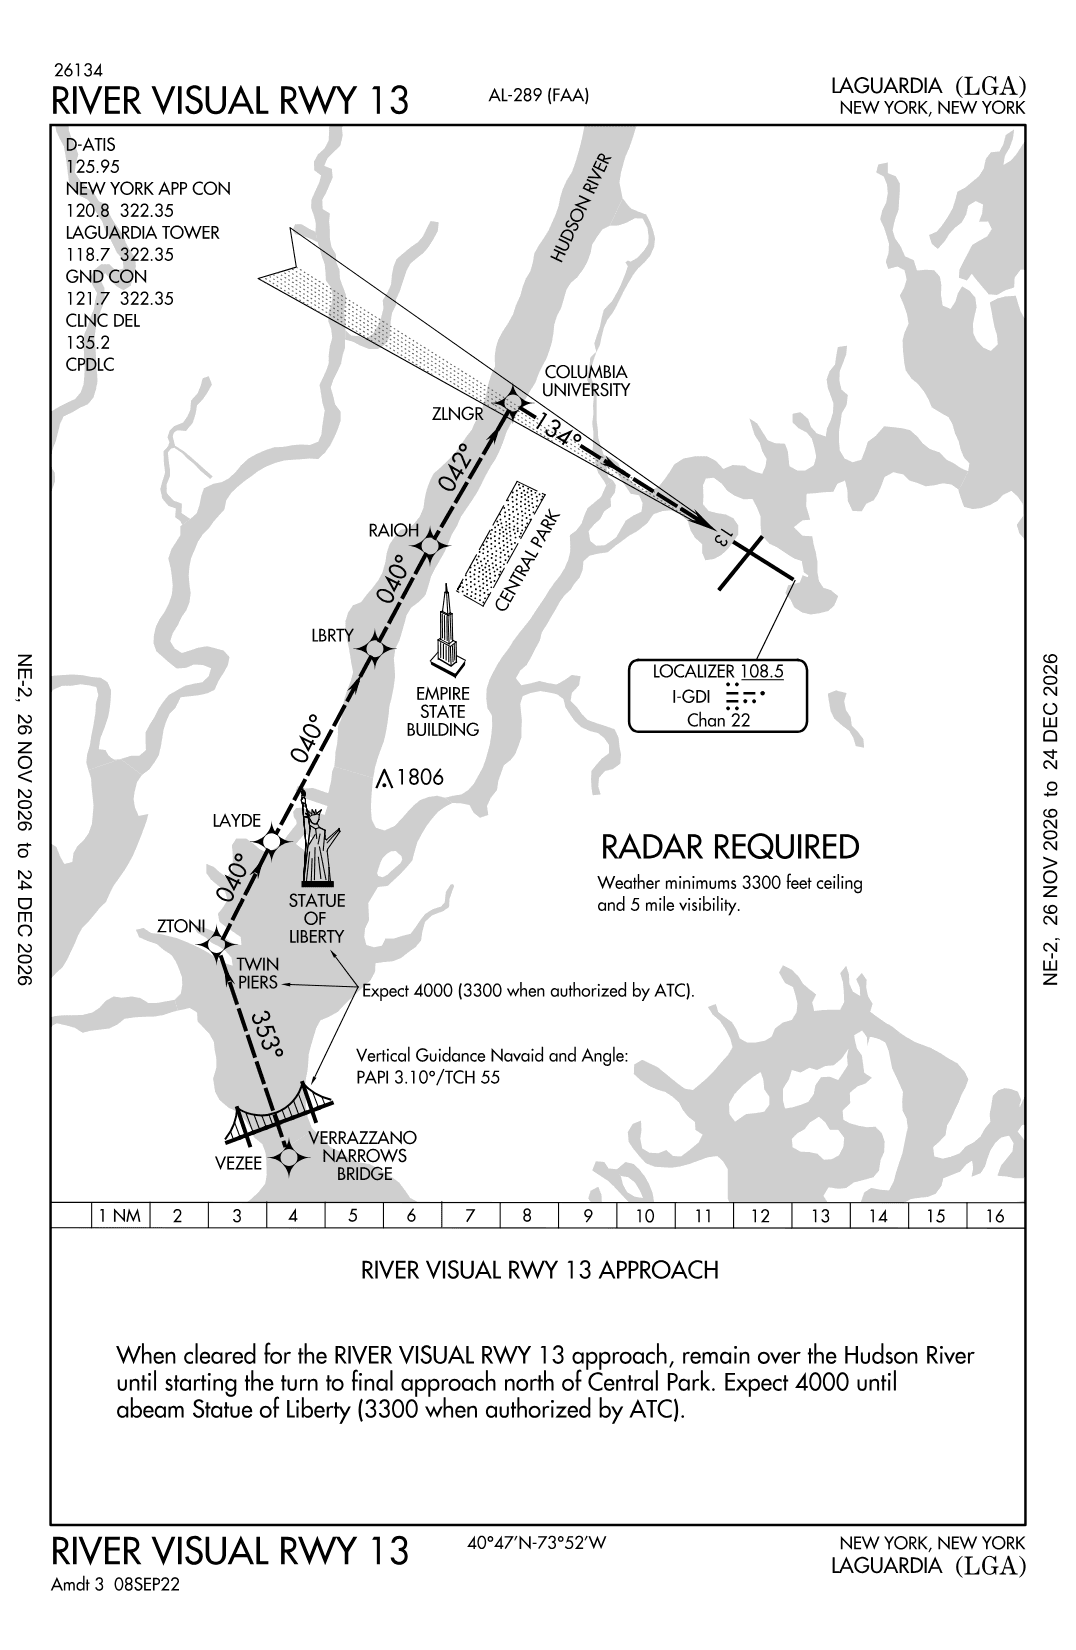 26134
RIVER VISUAL RWY 13
AL-289 (FAA)
LAGUARDIA (LGA)
NEW YORK, NEW YORK
D-ATIS
125.95
NEW YORK APP CON
120.8 322.35
LAGUARDIA TOWER
118.7 322.35
GND CON
121.7 322.35
CLNC DEL
135.2
CPDLC
HUDSON RIVER
COLUMBIA
UNIVERSITY
ZLNGR
134°
042°
RAIOH
CENTRAL PARK
13
040°
LBRTY
EMPIRE
STATE
BUILDING
LOCALIZER 108.5
I-GDI
Chan 22
040°
1806
LAYDE
RADAR REQUIRED
Weather minimums 3300 feet ceiling
and 5 mile visibility.
040°
STATUE
OF
LIBERTY
ZTONI
TWIN
PIERS
Expect 4000 (3300 when authorized by ATC).
353°
Vertical Guidance Navaid and Angle:
PAPI 3.10°/TCH 55
VERRAZZANO
NARROWS
BRIDGE
VEZEE
1 NM 2 3 4 5 6 7 8 9 10 11 12 13 14 15 16
RIVER VISUAL RWY 13 APPROACH
When cleared for the RIVER VISUAL RWY 13 approach, remain over the Hudson River
until starting the turn to final approach north of Central Park. Expect 4000 until
abeam Statue of Liberty (3300 when authorized by ATC).
RIVER VISUAL RWY 13
Amdt 3 08SEP22
40°47'N-73°52'W
NEW YORK, NEW YORK
LAGUARDIA (LGA)
NE-2, 26 NOV 2026 to 24 DEC 2026
NE-2, 26 NOV 2026 to 24 DEC 2026